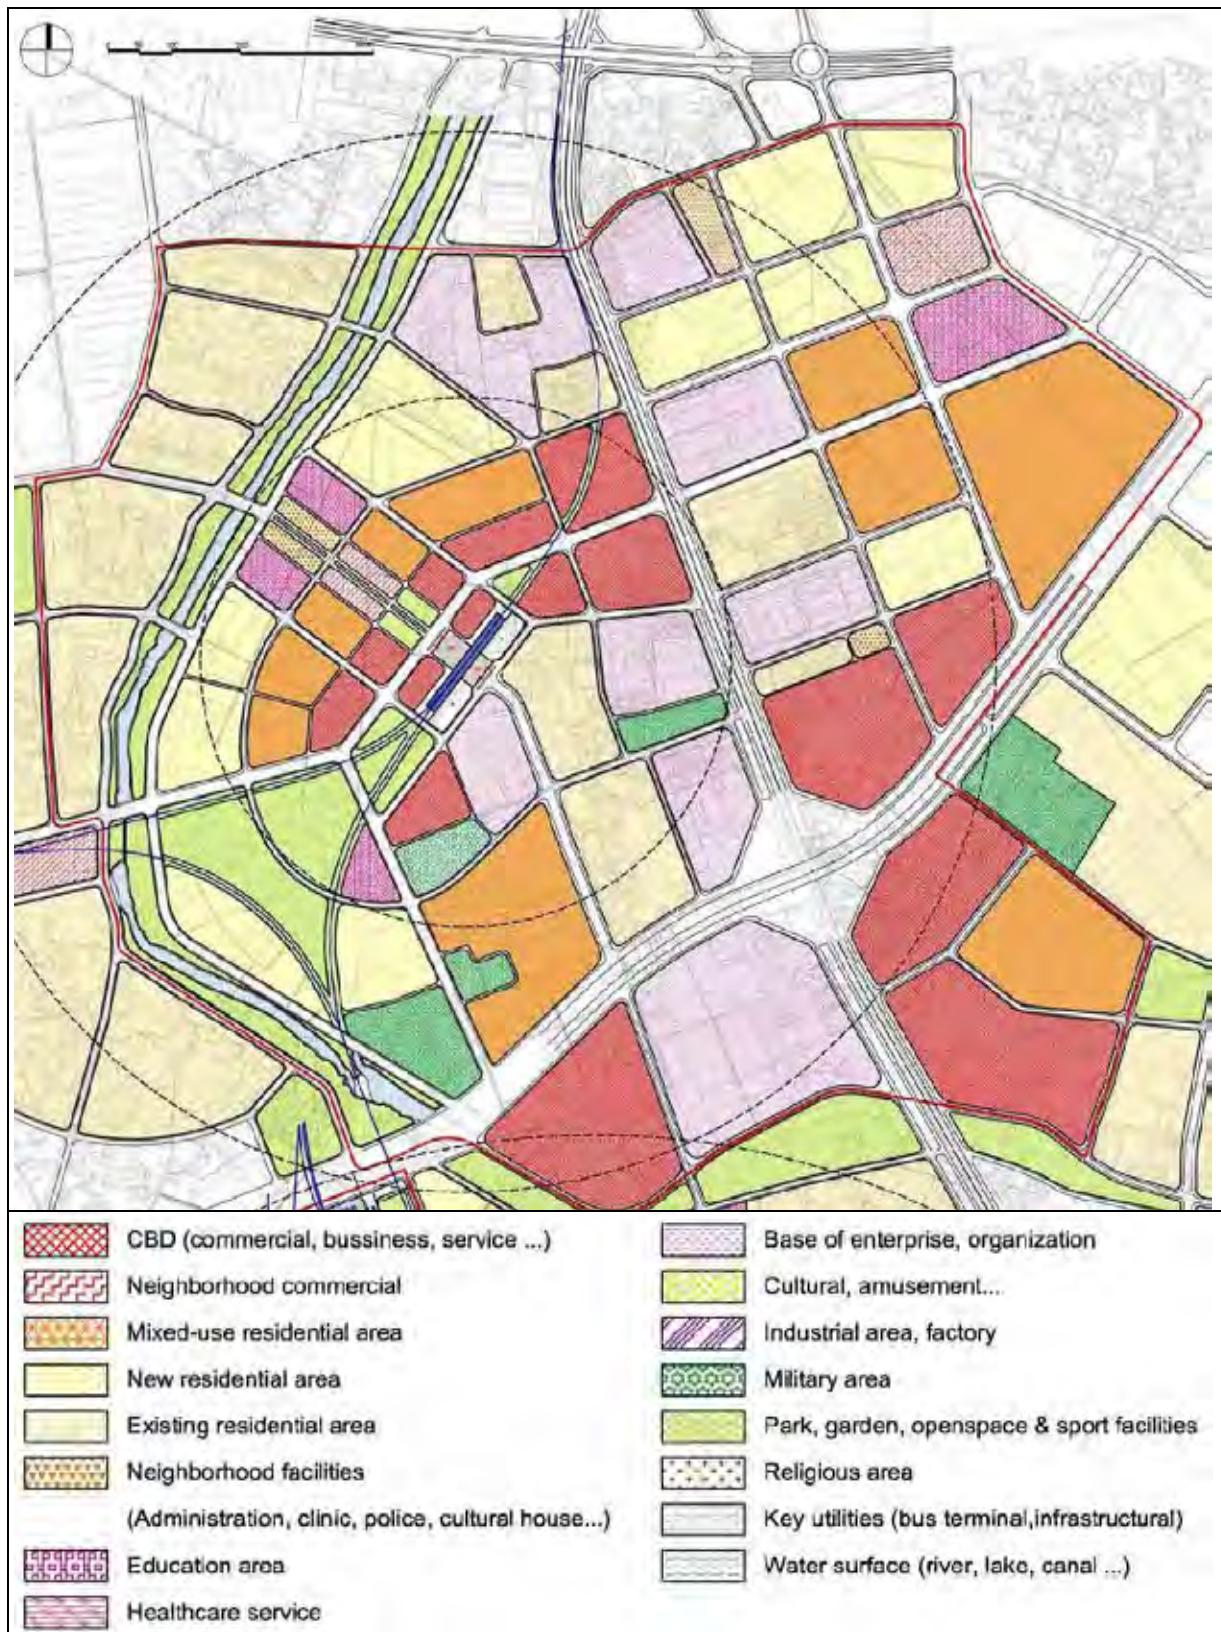 CBD (commercial, bussiness, service ...)
Neighborhood commercial
Mixed-use residential area
New residential area
Existing residential area
Neighborhood facilities
(Administration, clinic, police, cultural house...)
Education area
Healthcare service
Base of enterprise, organization
Cultural, amusement...
Industrial area, factory
Military area
Park, garden, openspace & sport facilities
Religious area
Key utilities (bus terminal,infrastructural)
Water surface (river, lake, canal ...)